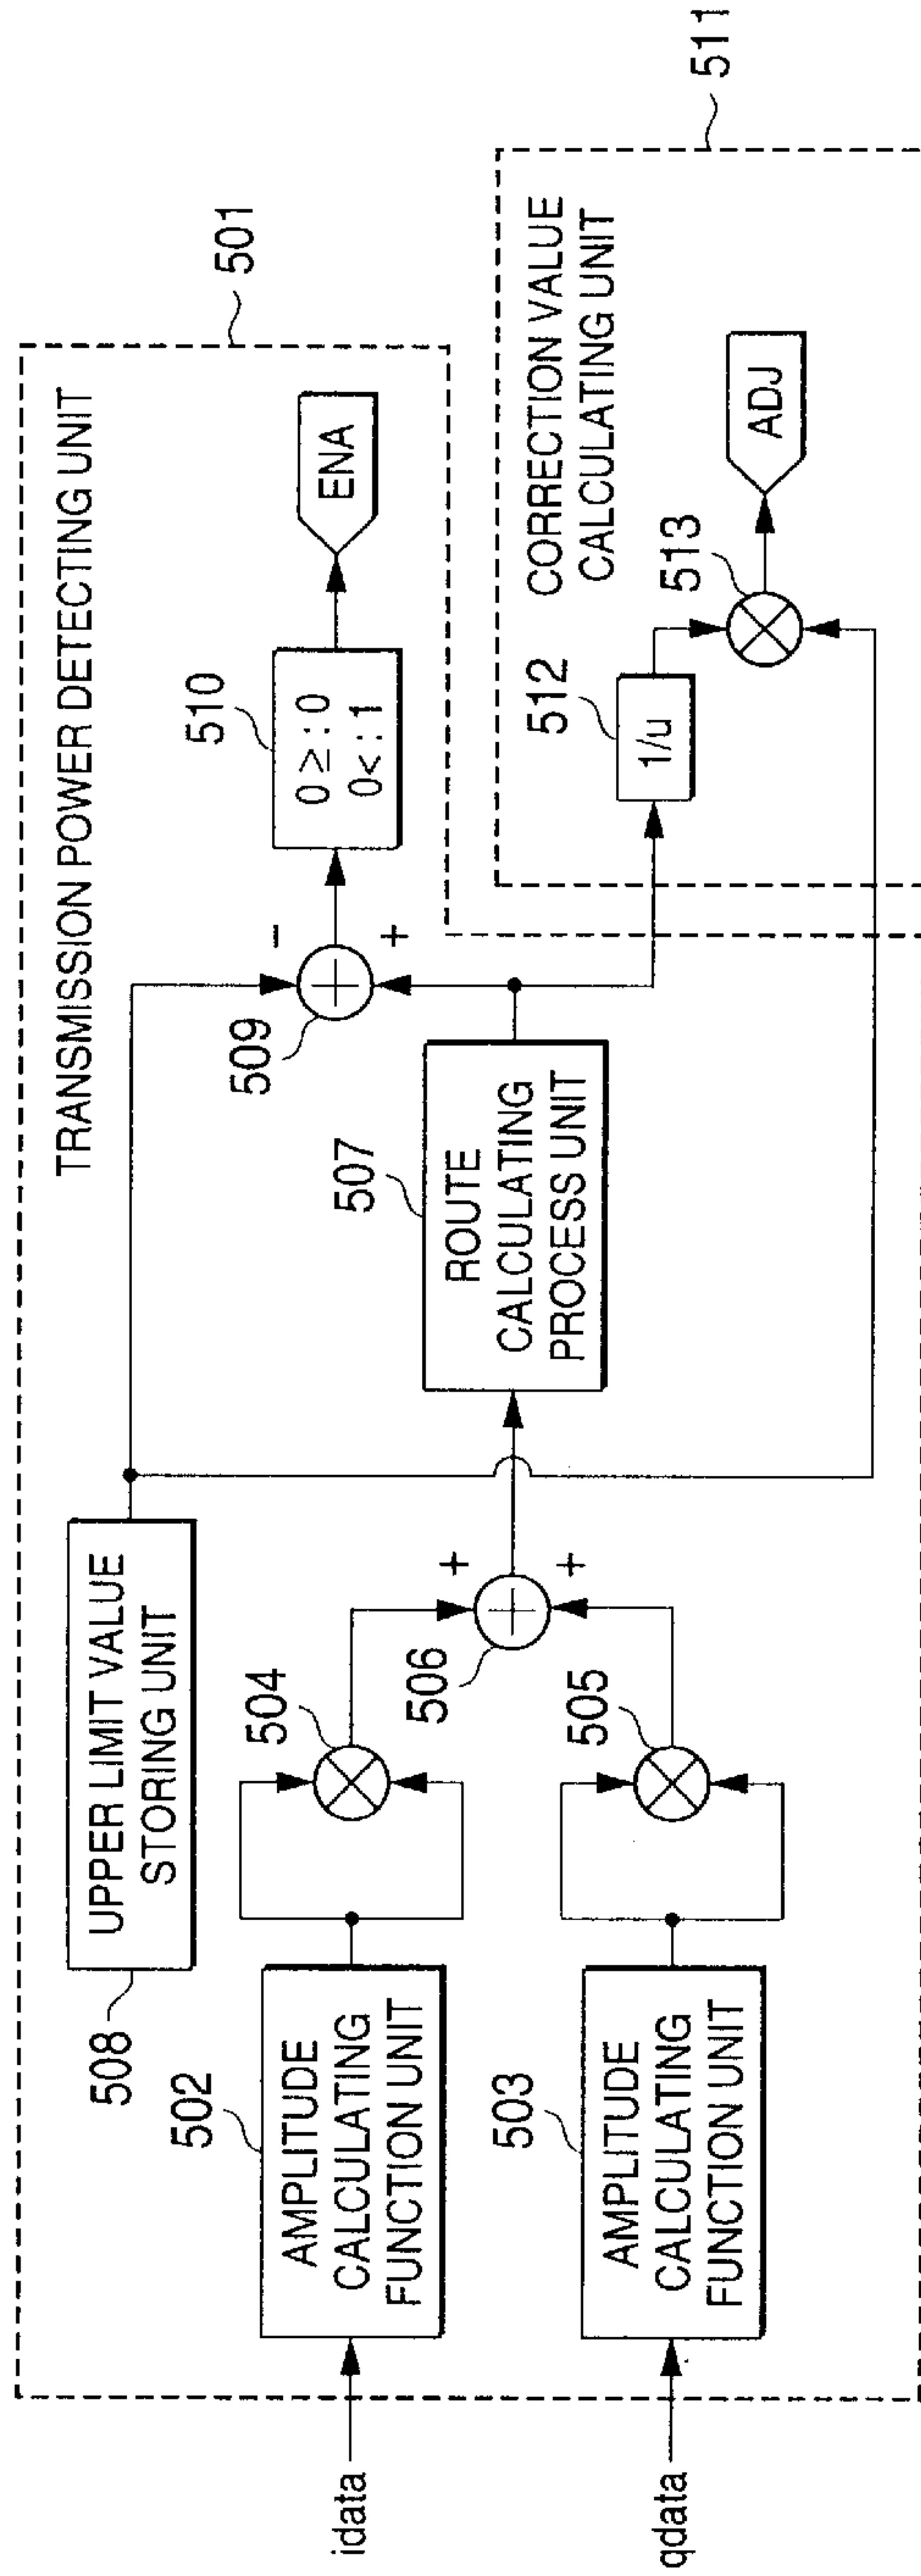 TRANSMISSION POWER DETECTING UNIT
501
508
UPPER LIMIT VALUE
STORING UNIT
idata
502
AMPLITUDE
CALCULATING
FUNCTION UNIT
504
qdata
503
AMPLITUDE
CALCULATING
FUNCTION UNIT
505
506
+
+
507
ROUTE
CALCULATING
PROCESS UNIT
509
−
+
510
0 ≥ : 0
0 < : 1
ENA
CORRECTION VALUE
CALCULATING UNIT
511
512
1/u
513
ADJ